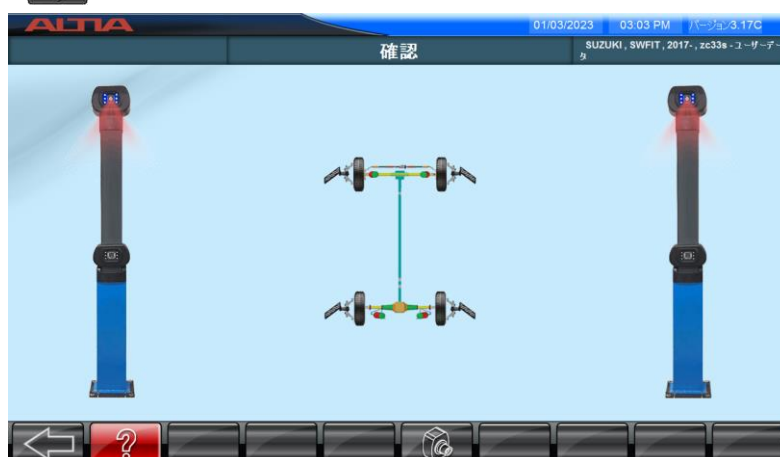 ALTIA
01/03/2023 03:03 PM バージョン3.17C
確認
SUZUKI , SWFIT , 2017- , zc33s - ユーザーデー
タ
?